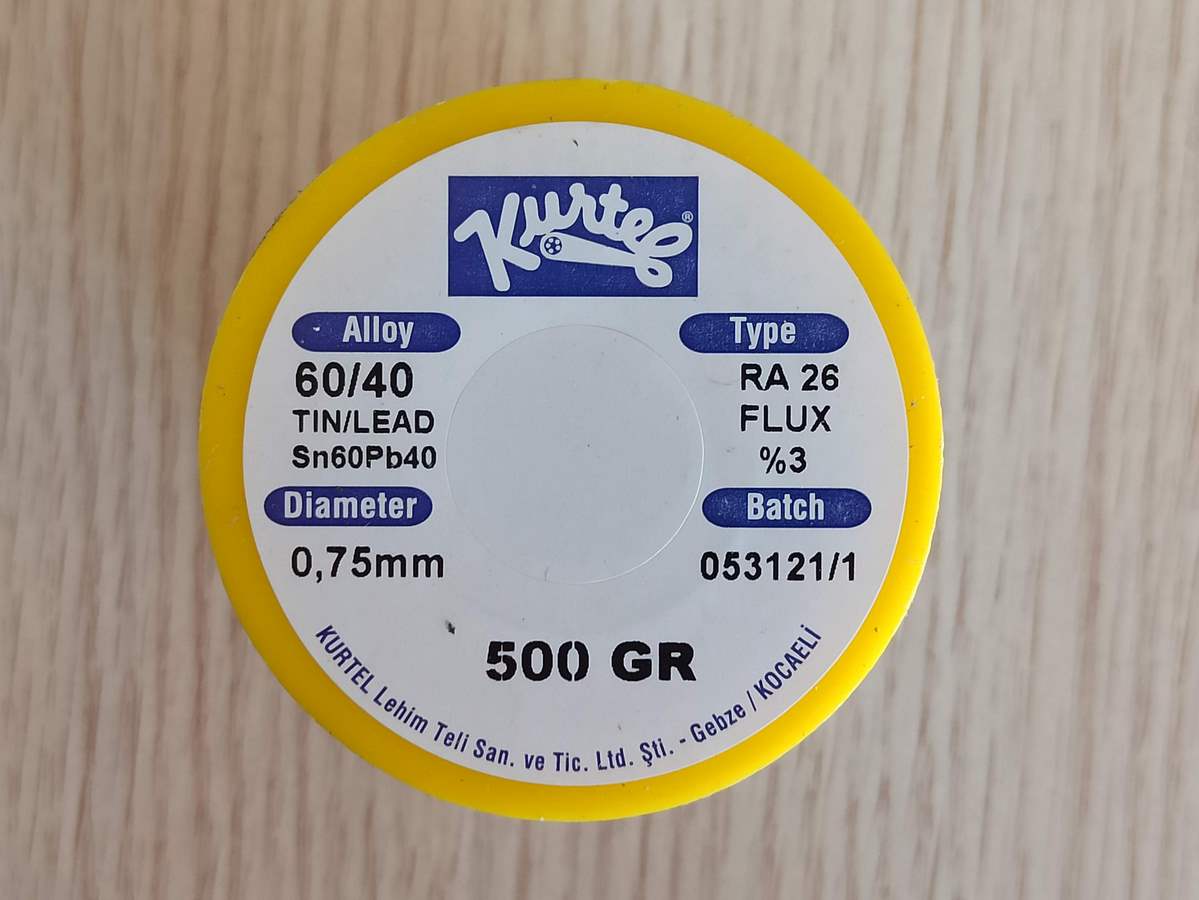 Kurtel®
Alloy
60/40
TIN/LEAD
Sn60Pb40
Type
RA 26
FLUX
%3
Diameter
0,75mm
Batch
053121/1
500 GR
KURTEL Lehim Teli San. ve Tic. Ltd. Şti. - Gebze / KOCAELİ